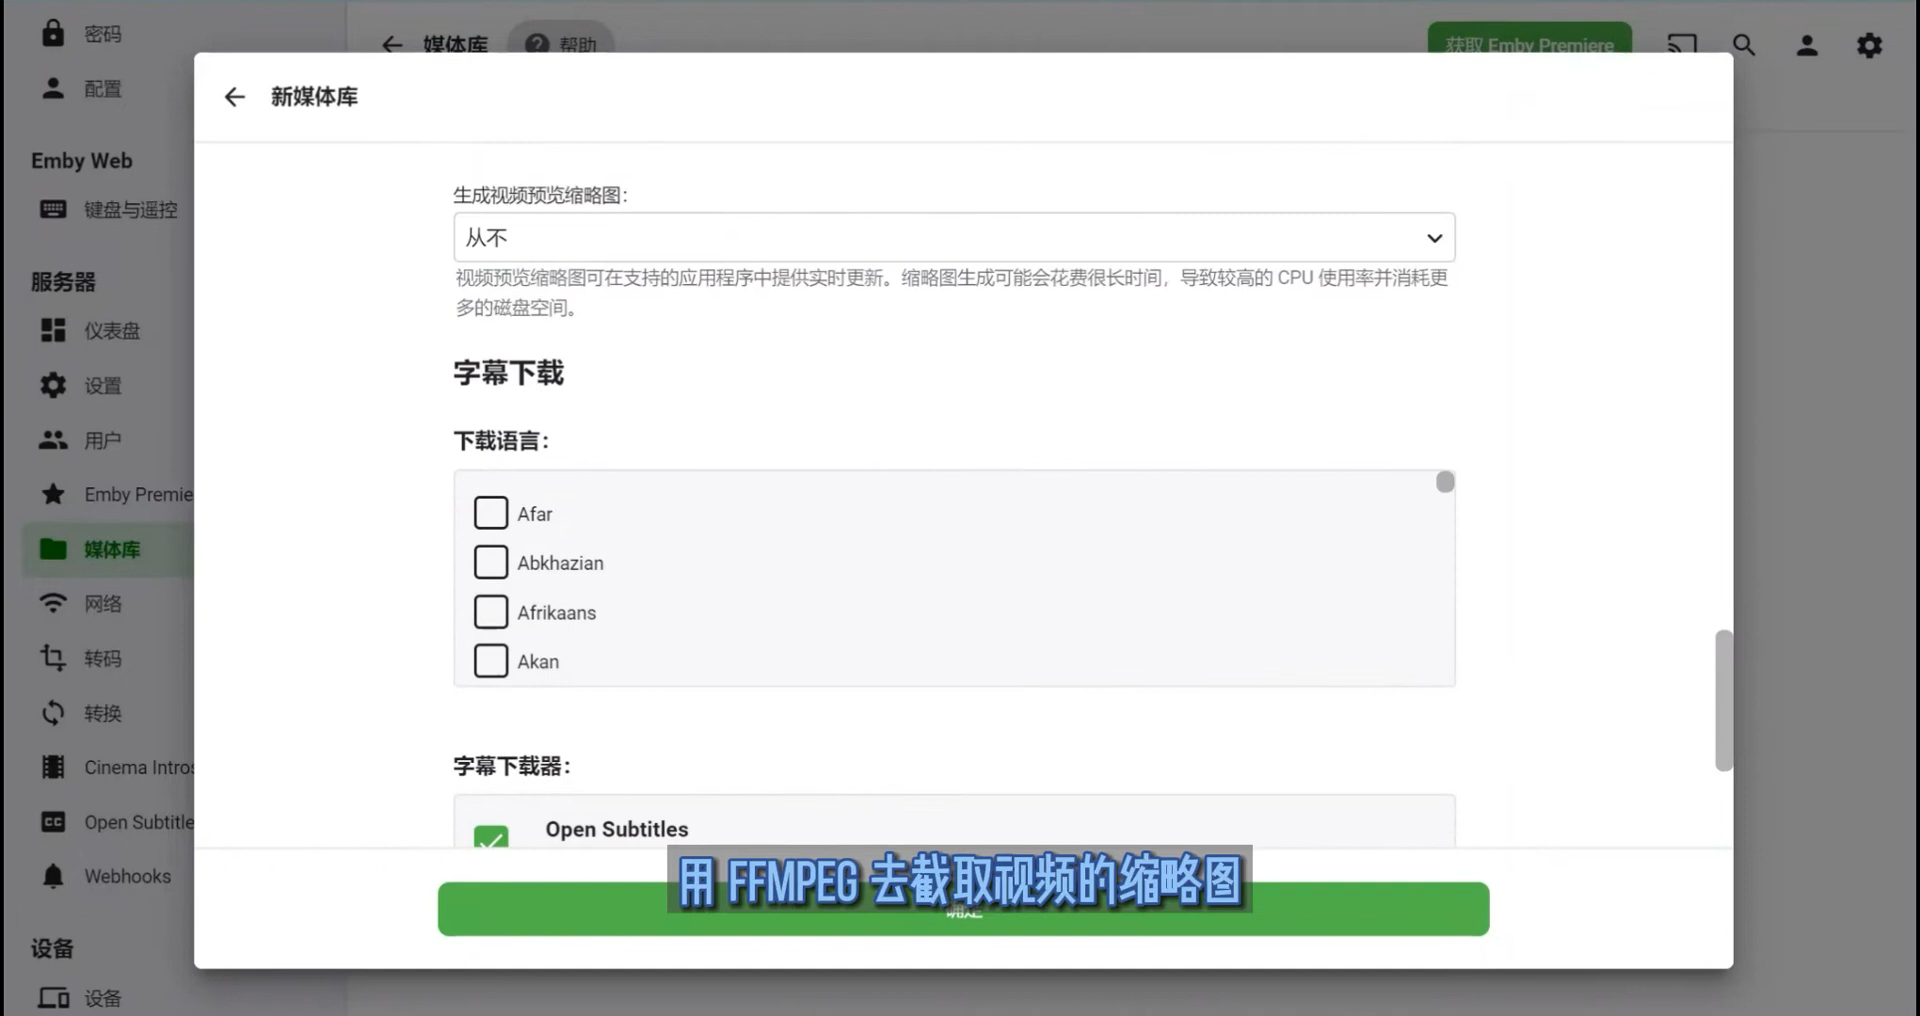 密码
配置
Emby Web
键盘与遥控
服务器
仪表盘
设置
用户
Emby Premie
媒体库
网络
转码
转换
Cinema Intros
Open Subtitle
Webhooks
设备
设备
媒体库
帮助
获取 Emby Premiere
新媒体库
生成视频预览缩略图：
从不
视频预览缩略图可在支持的应用程序中提供实时更新。缩略图生成可能会花费很长时间，导致较高的 CPU 使用率并消耗更
多的磁盘空间。
字幕下载
下载语言：
Afar
Abkhazian
Afrikaans
Akan
字幕下载器：
Open Subtitles
用 FFMPEG 去截取视频的缩略图
确定